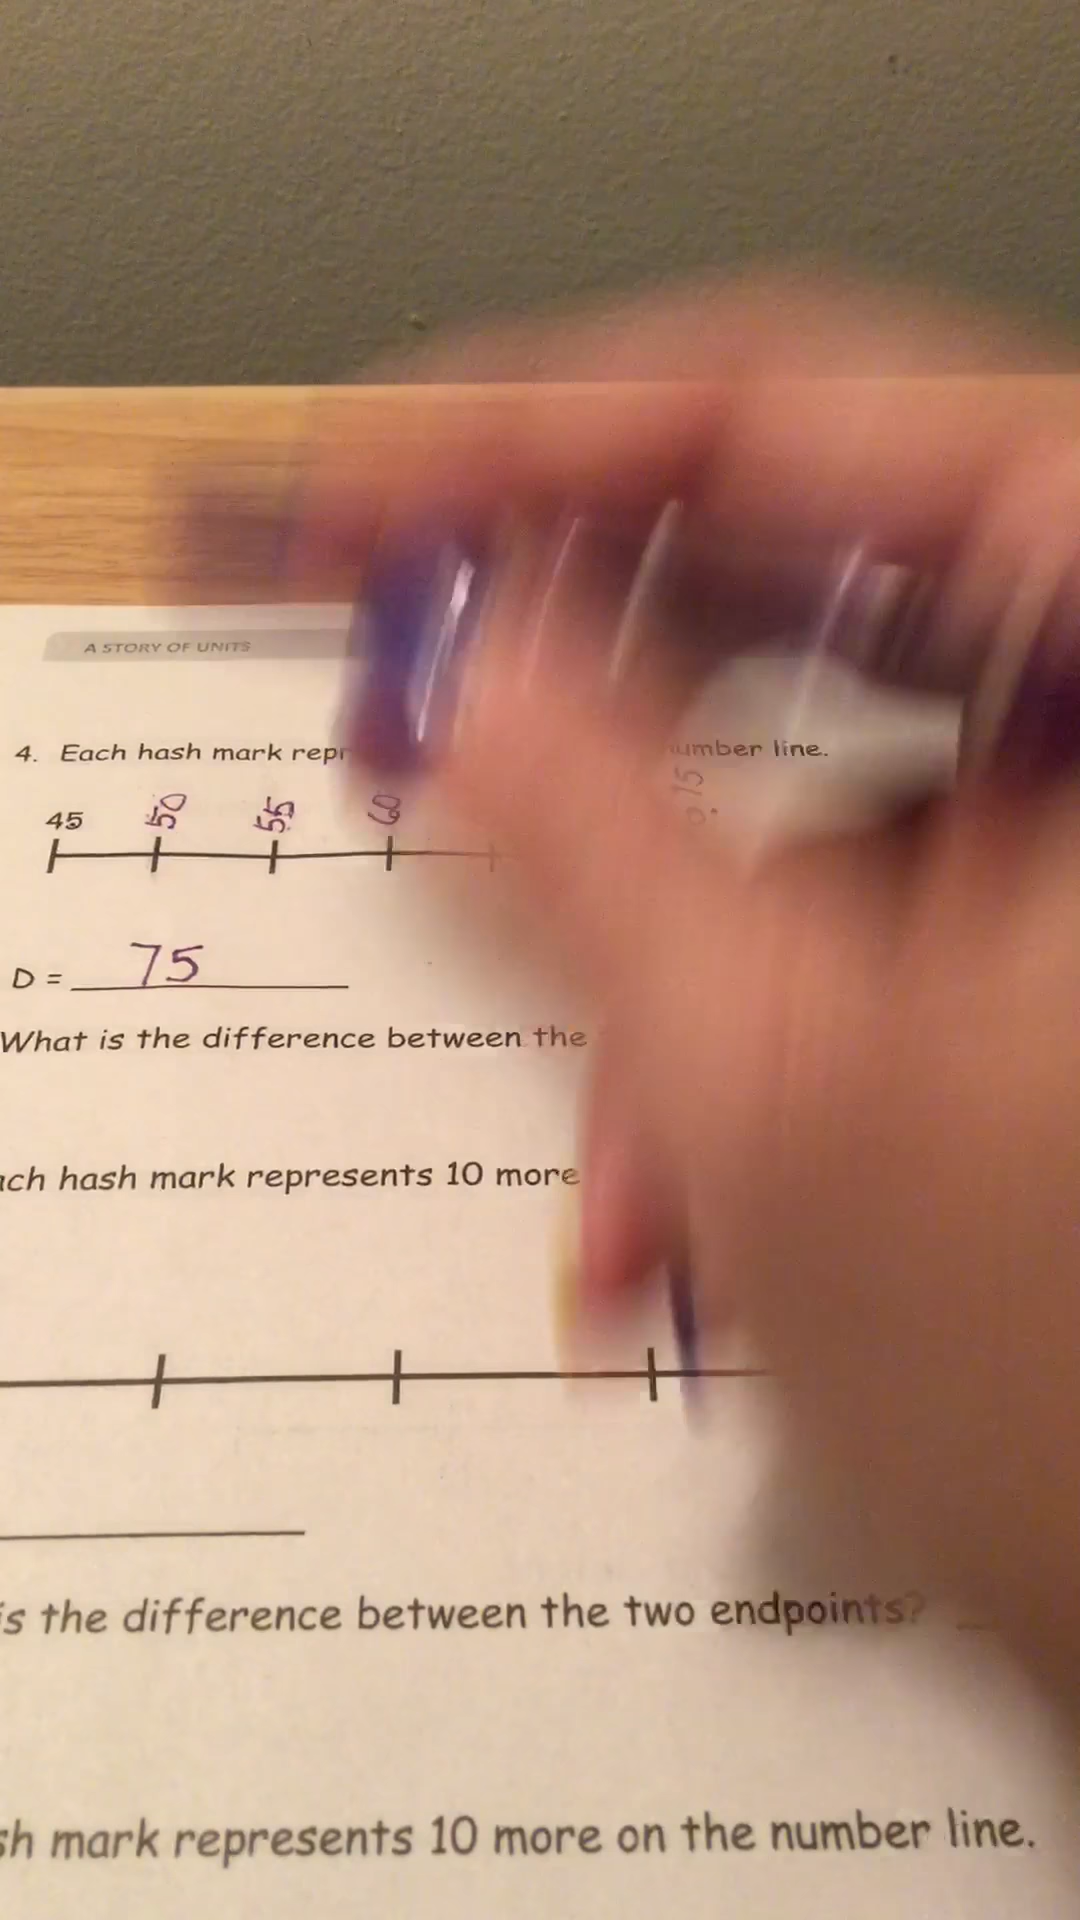 A STORY OF UNITS
4. Each hash mark repr
number line.
45 50 55 60
D = 75
What is the difference between the
ch hash mark represents 10 more
is the difference between the two endpoints?
sh mark represents 10 more on the number line.